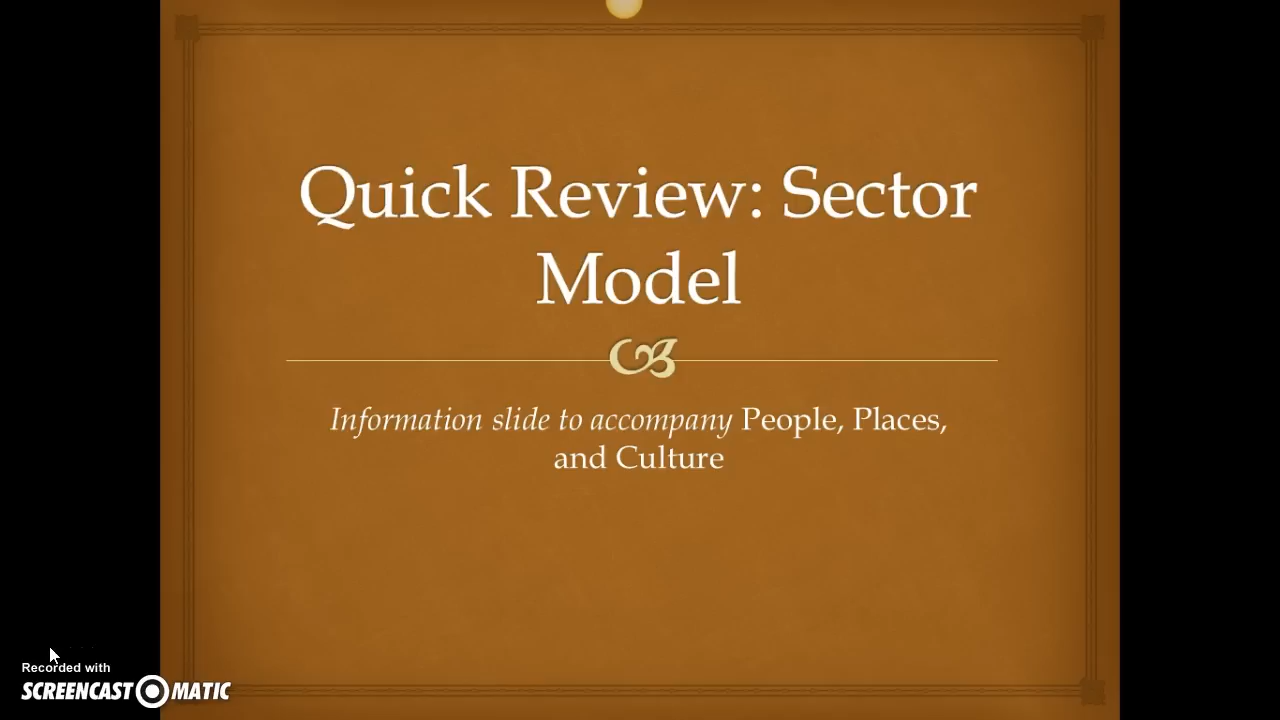 Quick Review: Sector
Model
Information slide to accompany People, Places,
and Culture
Recorded with
SCREENCAST MATIC